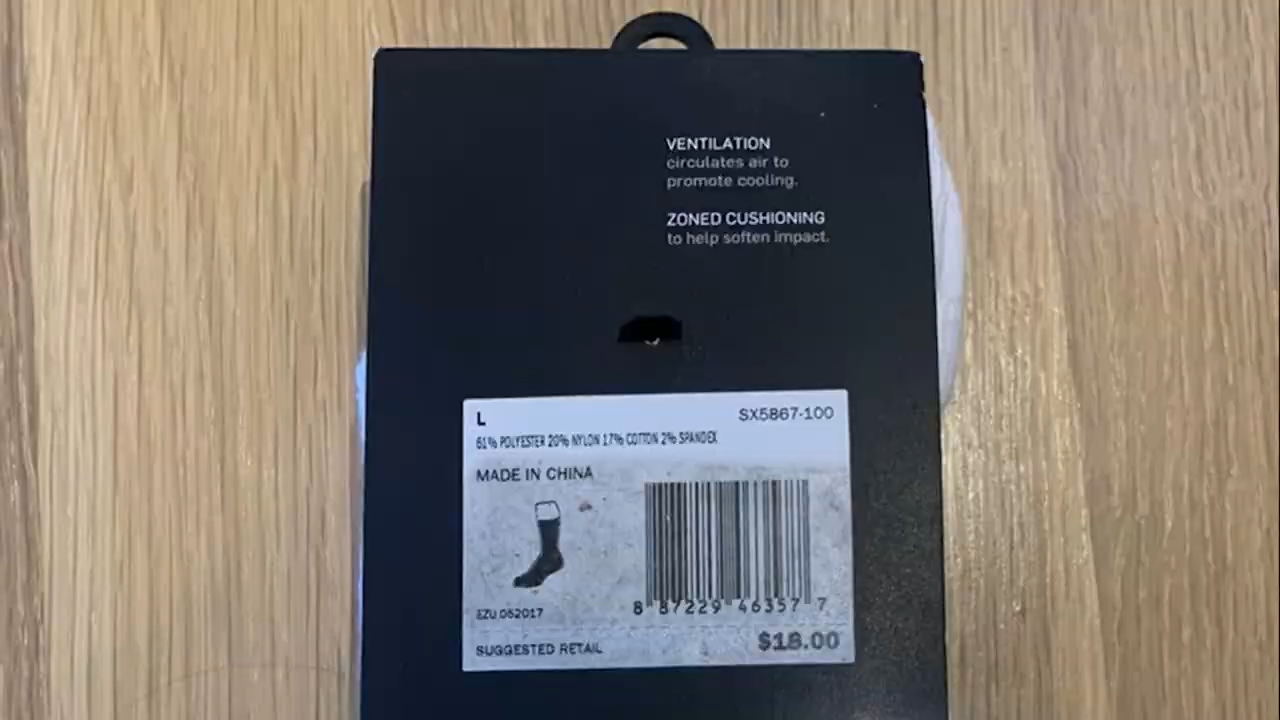 VENTILATION
circulates air to
promote cooling.
ZONED CUSHIONING
to help soften impact.
L
SX5867-100
61% POLYESTER 20% NYLON 17% COTTON 2% SPANDEX
MADE IN CHINA
8 87229 46357 7
EZU 052017
SUGGESTED RETAIL
$18.00